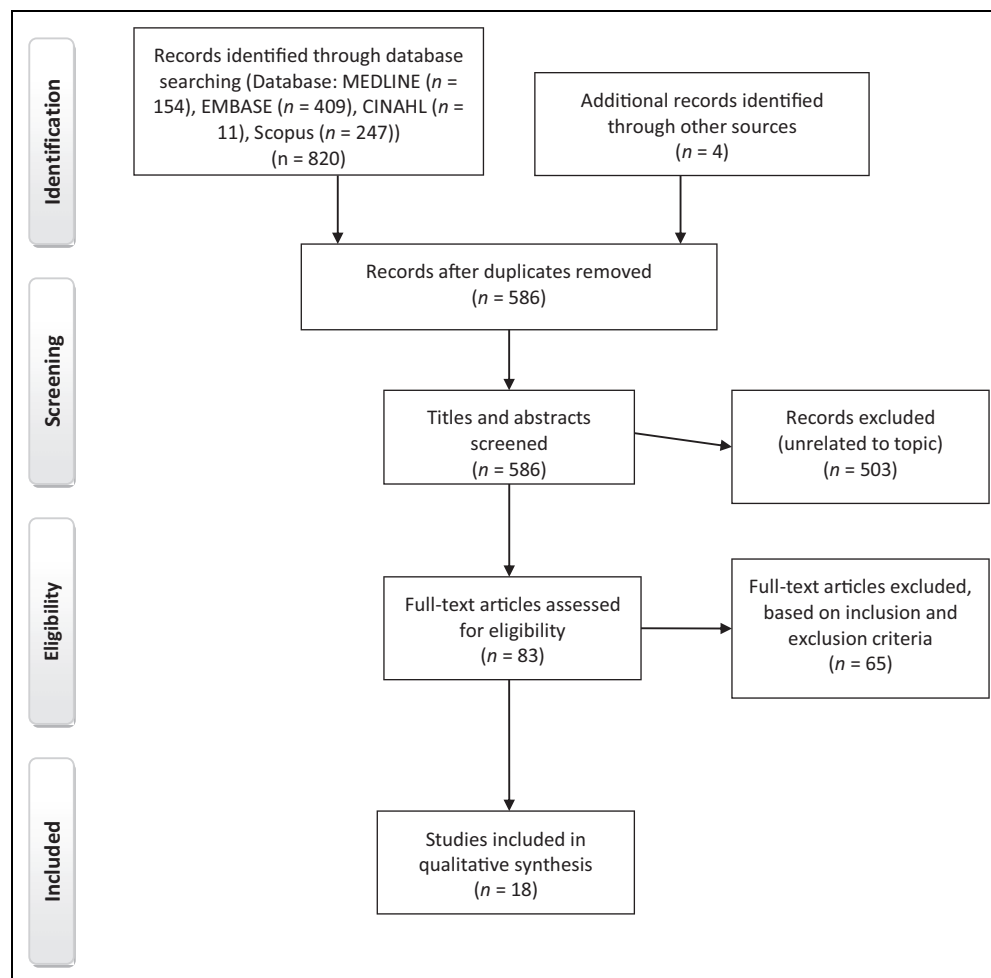 Identification
Records identified through database
searching (Database: MEDLINE (n =
154), EMBASE (n = 409), CINAHL (n =
11), Scopus (n = 247))
(n = 820)
Additional records identified
through other sources
(n = 4)
Records after duplicates removed
(n = 586)
Screening
Titles and abstracts
screened
(n = 586)
Records excluded
(unrelated to topic)
(n = 503)
Eligibility
Full-text articles assessed
for eligibility
(n = 83)
Full-text articles excluded,
based on inclusion and
exclusion criteria
(n = 65)
Included
Studies included in
qualitative synthesis
(n = 18)